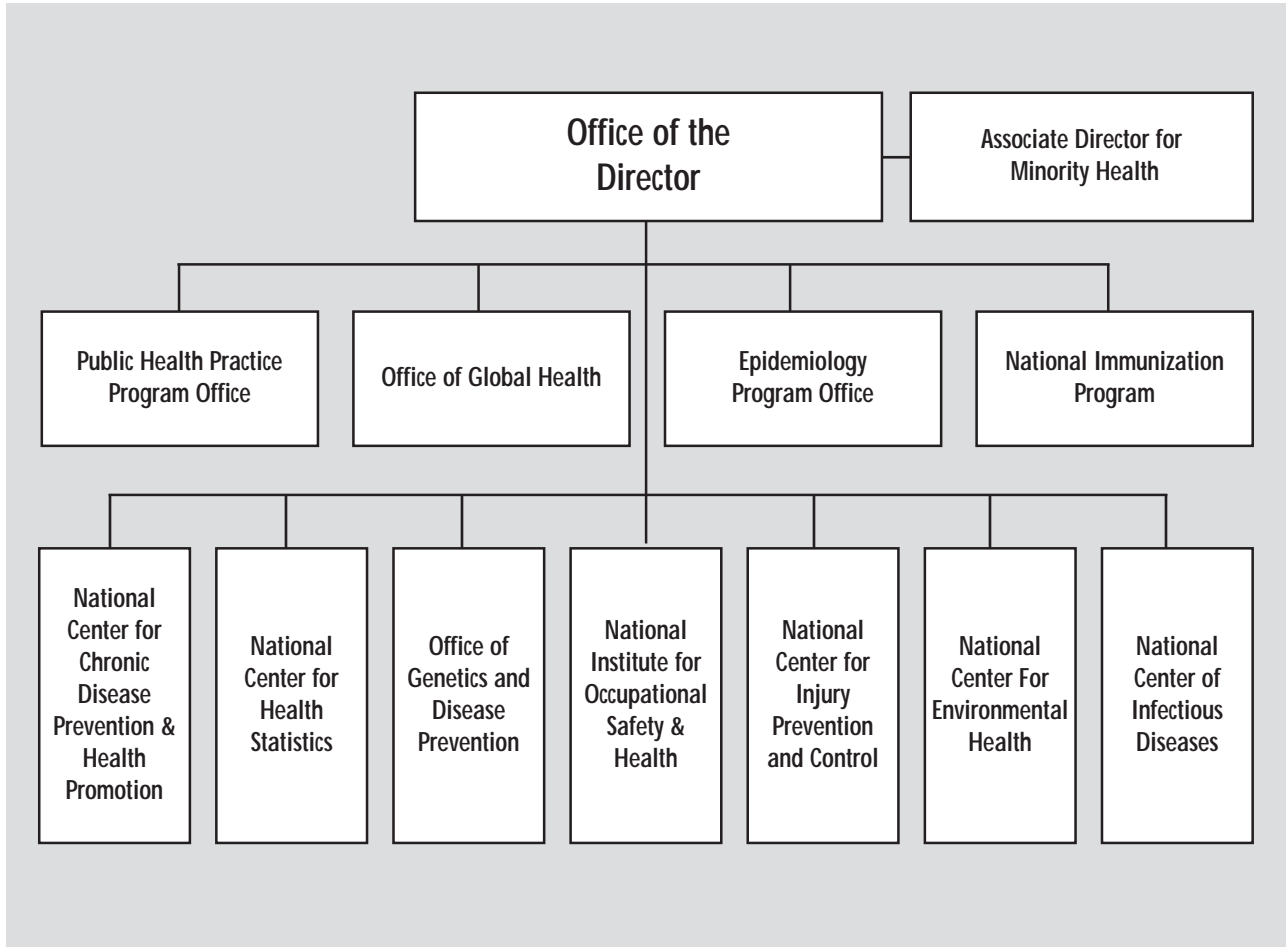 Office of the
Director
Associate Director for
Minority Health
Public Health Practice
Program Office
Office of Global Health
Epidemiology
Program Office
National Immunization
Program
National
Center for
Chronic
Disease
Prevention &
Health
Promotion
National
Center for
Health
Statistics
Office of
Genetics and
Disease
Prevention
National
Institute for
Occupational
Safety &
Health
National
Center for
Injury
Prevention
and Control
National
Center For
Environmental
Health
National
Center of
Infectious
Diseases